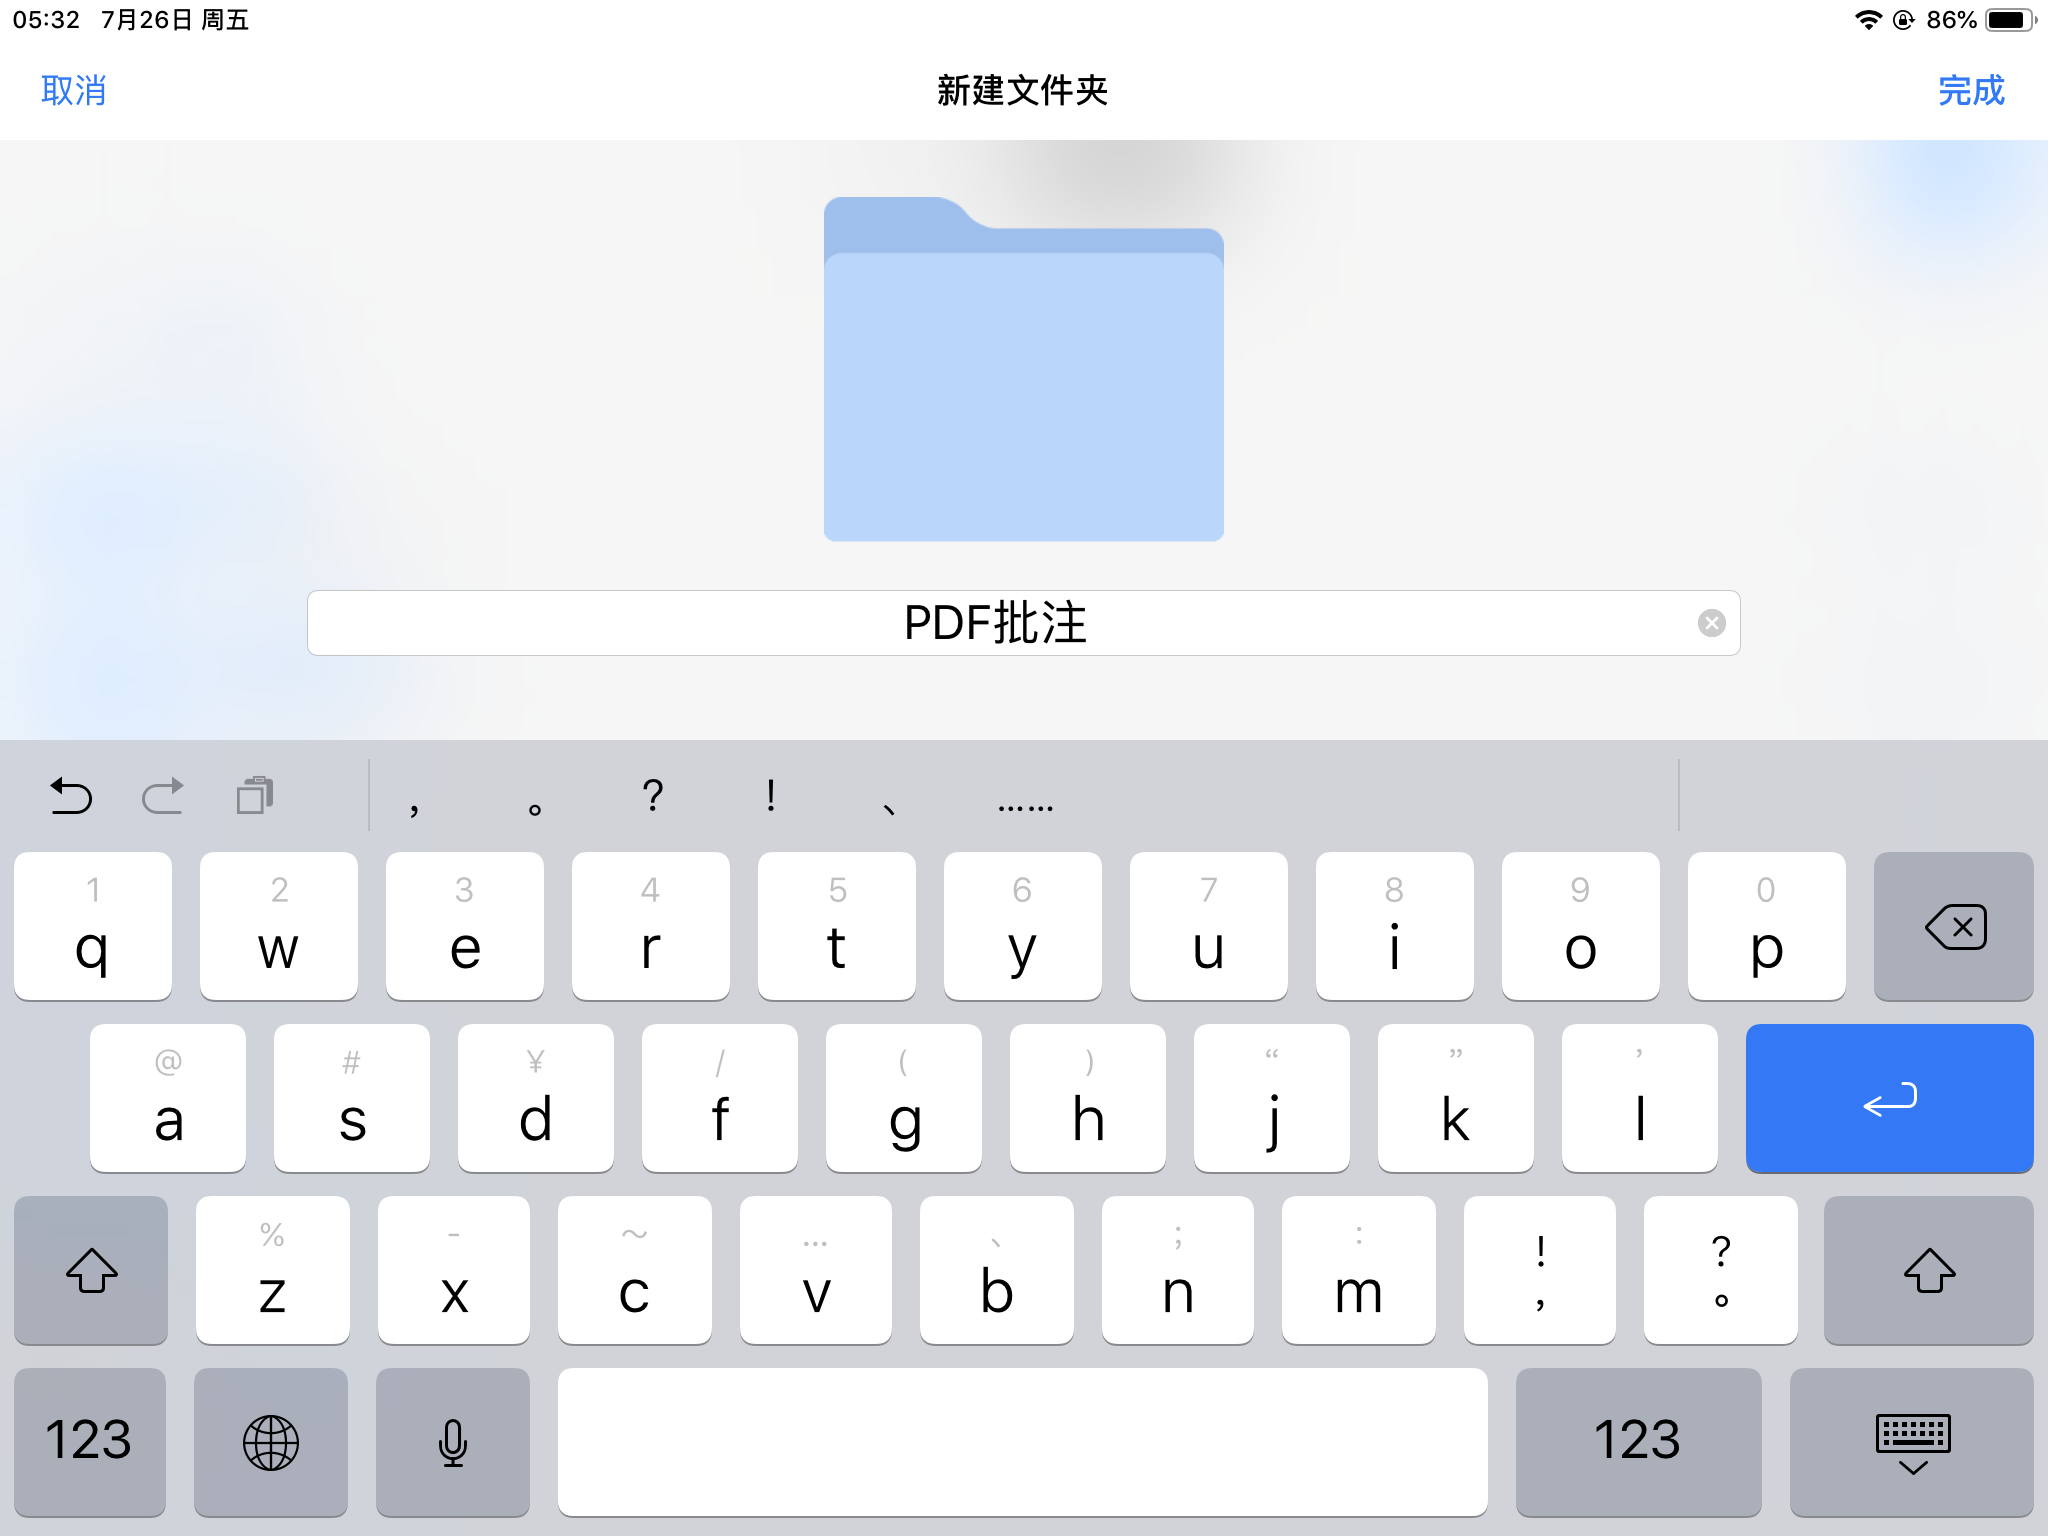 05:32 7月26日 周五
86%
取消
新建文件夹
完成
PDF批注
， 。 ？ ！ 、 ……
1 2 3 4 5 6 7 8 9 0
q w e r t y u i o p
@ # ¥ / ( ) “ ” ’
a s d f g h j k l
% - ～ … 、 ； ： ！ ？
z x c v b n m ， 。
123 123